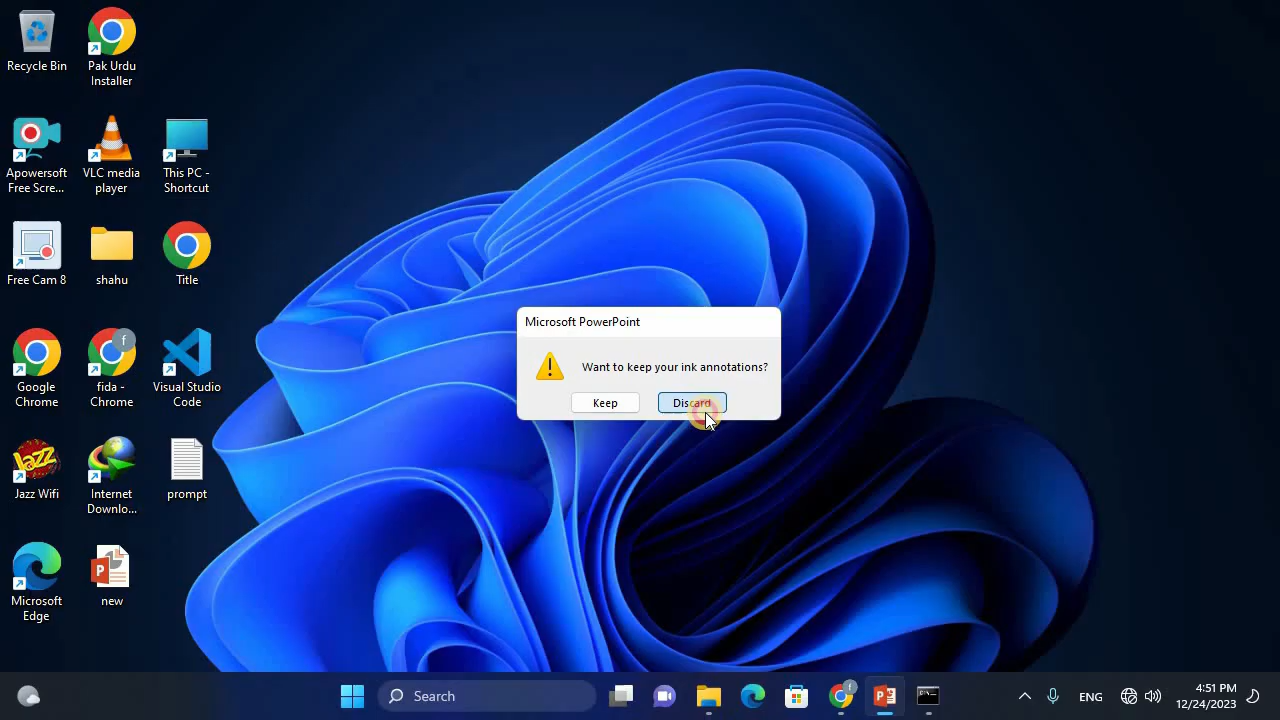 Recycle Bin
Pak Urdu
Installer
Apowersoft
Free Scre...
VLC media
player
This PC -
Shortcut
Free Cam 8
shahu
Title
Google
Chrome
f
fida -
Chrome
Visual Studio
Code
Jazz
Jazz Wifi
Internet
Downlo...
prompt
Microsoft
Edge
P
new
Microsoft PowerPoint
Want to keep your ink annotations?
Keep
Discard
Search
f
P
ENG
4:51 PM
12/24/2023